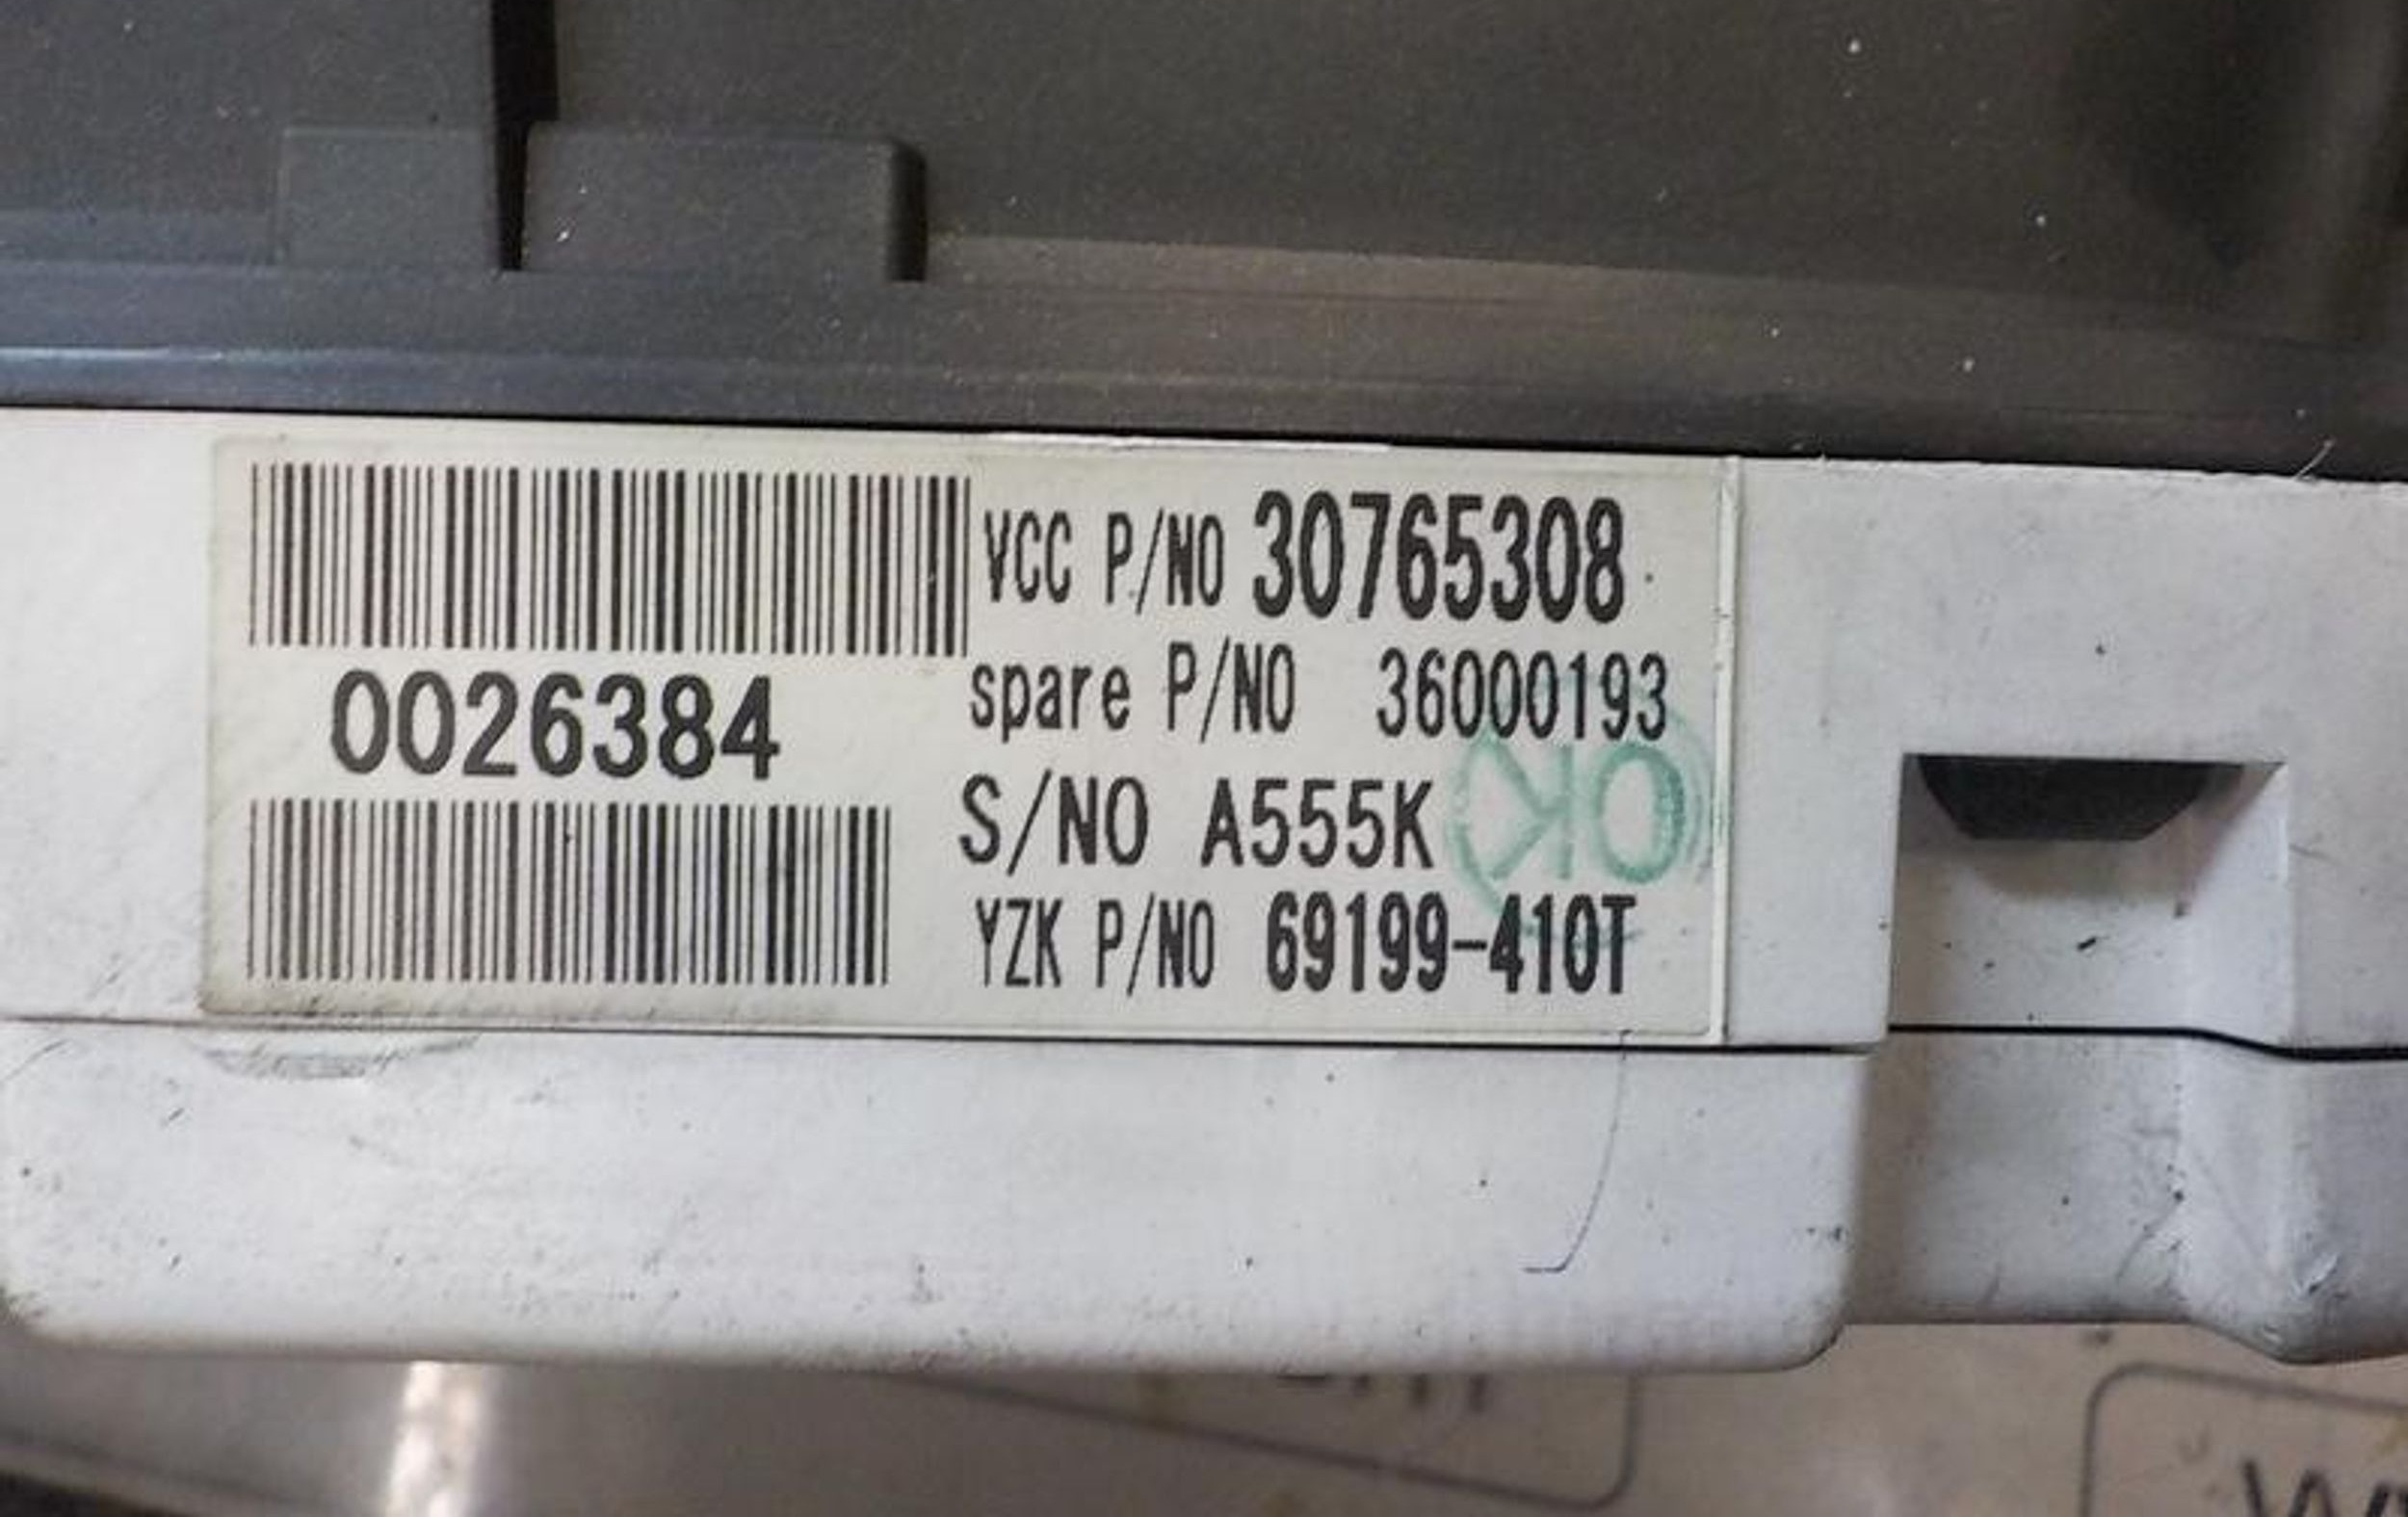 VCC P/NO 30765308
0026384
spare P/NO 36000193
S/NO A555K
OK
YZK P/NO 69199-410T